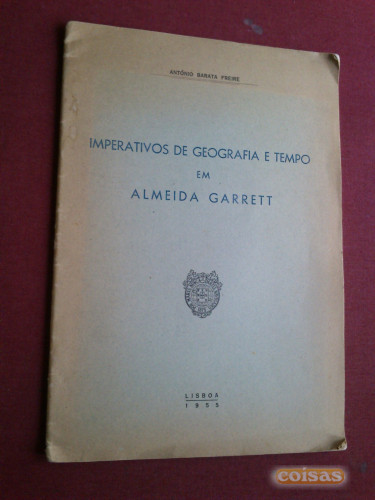 ANTÓNIO BARATA FREIRE
IMPERATIVOS DE GEOGRAFIA E TEMPO
EM
ALMEIDA GARRETT
LISBOA
1955
coisas